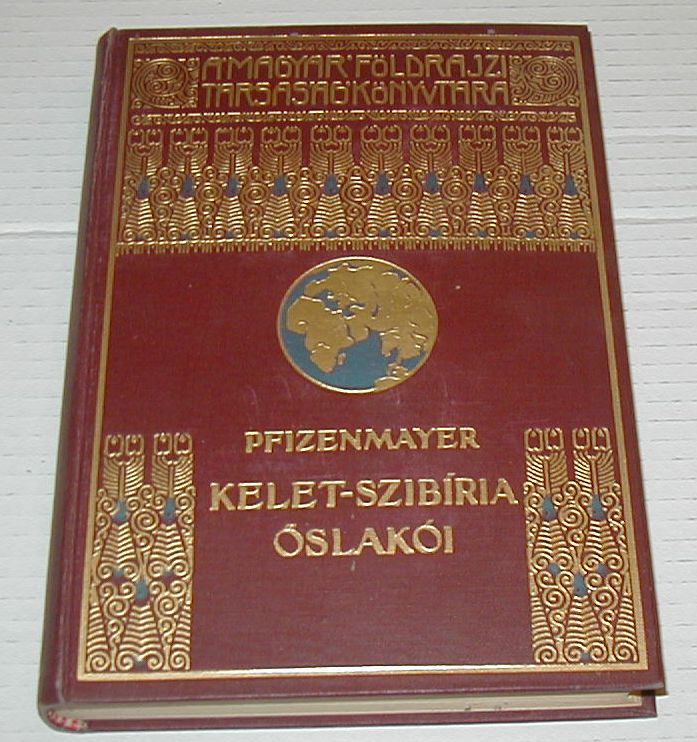 A MAGYAR FÖLDRAJZI
TÁRSASÁG KÖNYVTÁRA
PFIZENMAYER
KELET-SZIBÍRIA
ŐSLAKÓI